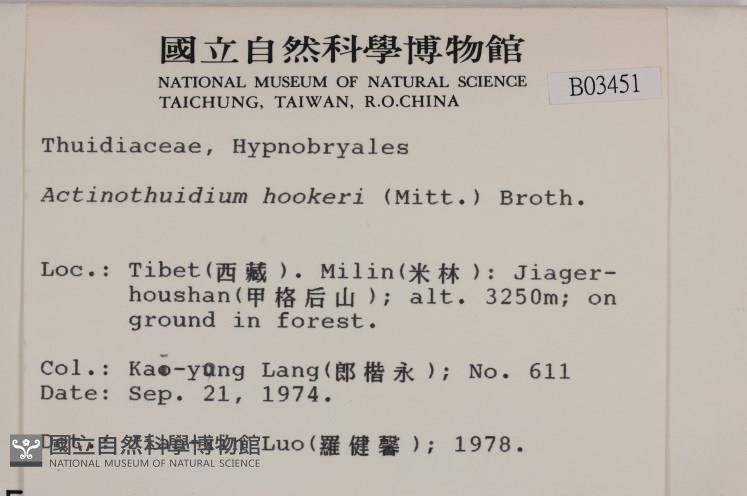 國立自然科學博物館
NATIONAL MUSEUM OF NATURAL SCIENCE
TAICHUNG, TAIWAN, R.O.CHINA
B03451
Thuidiaceae, Hypnobryales
Actinothuidium hookeri (Mitt.) Broth.
Loc.: Tibet(西藏). Milin(米林): Jiager-
houshan(甲格后山); alt. 3250m; on
ground in forest.
Col.: Kao-yung Lang(郎楷永); No. 611
Date: Sep. 21, 1974.
Det.: Luo(羅健馨); 1978.
國立自然科學博物館
NATIONAL MUSEUM OF NATURAL SCIENCE